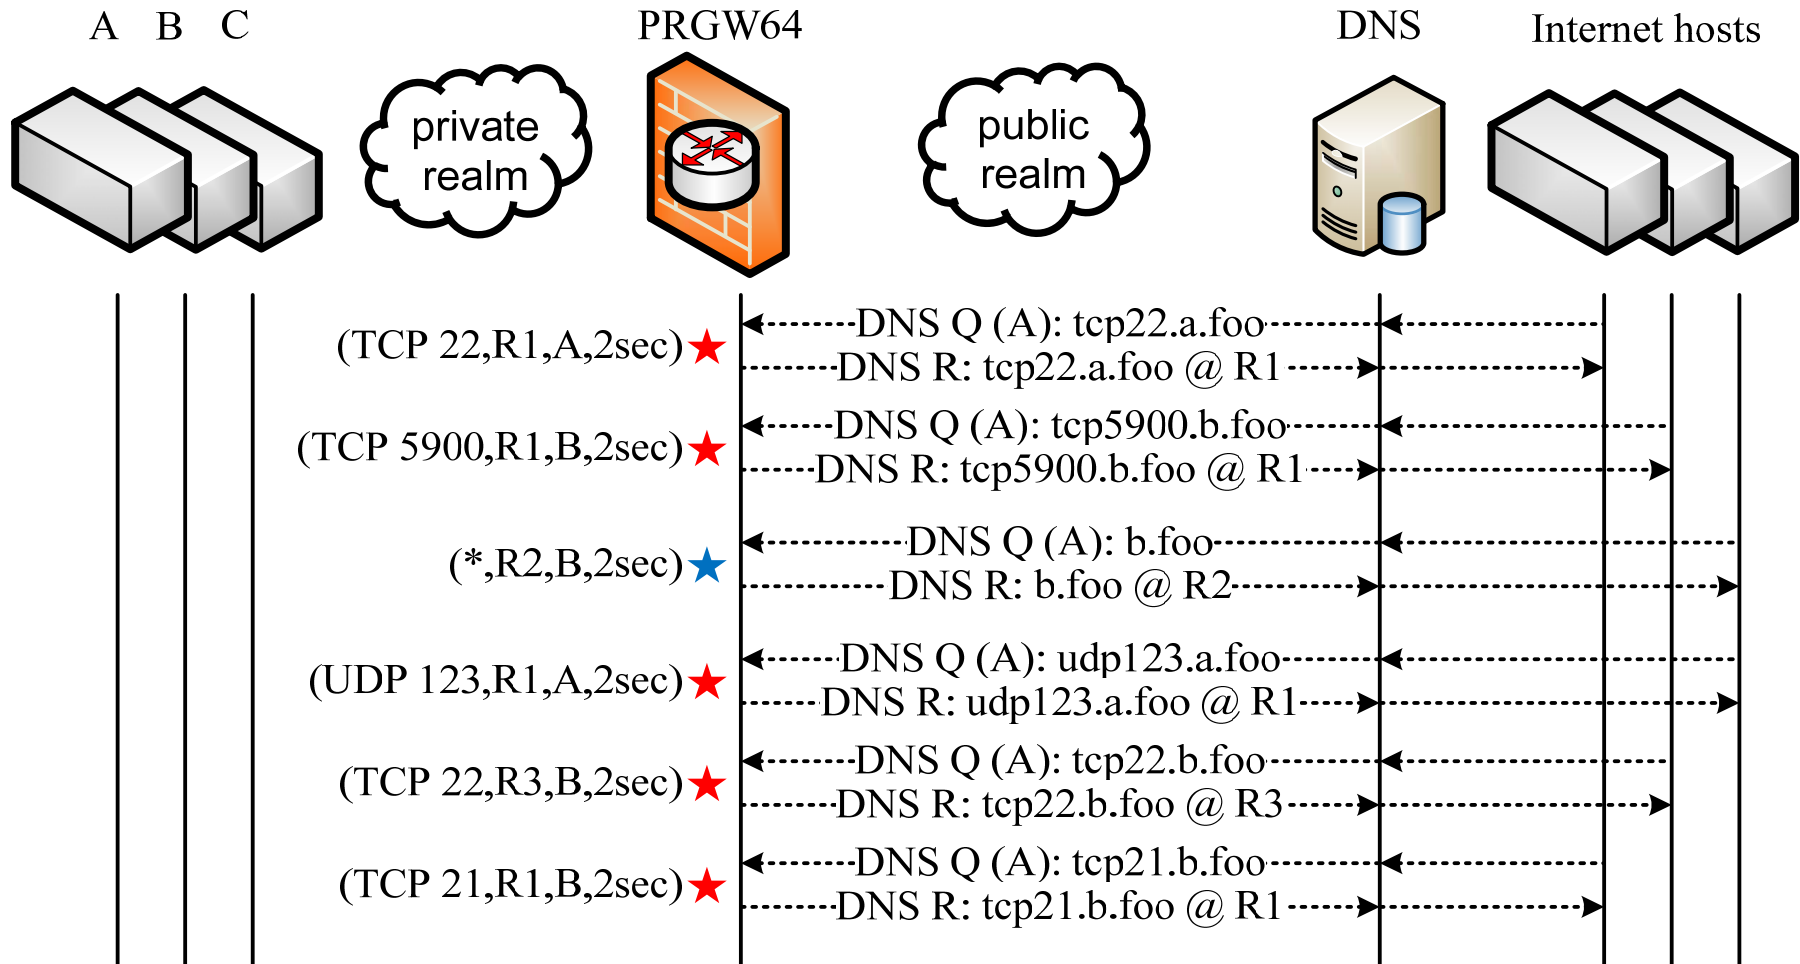 A B C PRGW64 DNS Internet hosts
private
realm
public
realm
DNS Q (A): tcp22.a.foo
(TCP 22,R1,A,2sec)
DNS R: tcp22.a.foo @ R1
DNS Q (A): tcp5900.b.foo
(TCP 5900,R1,B,2sec)
DNS R: tcp5900.b.foo @ R1
DNS Q (A): b.foo
(*,R2,B,2sec)
DNS R: b.foo @ R2
DNS Q (A): udp123.a.foo
(UDP 123,R1,A,2sec)
DNS R: udp123.a.foo @ R1
DNS Q (A): tcp22.b.foo
(TCP 22,R3,B,2sec)
DNS R: tcp22.b.foo @ R3
DNS Q (A): tcp21.b.foo
(TCP 21,R1,B,2sec)
DNS R: tcp21.b.foo @ R1